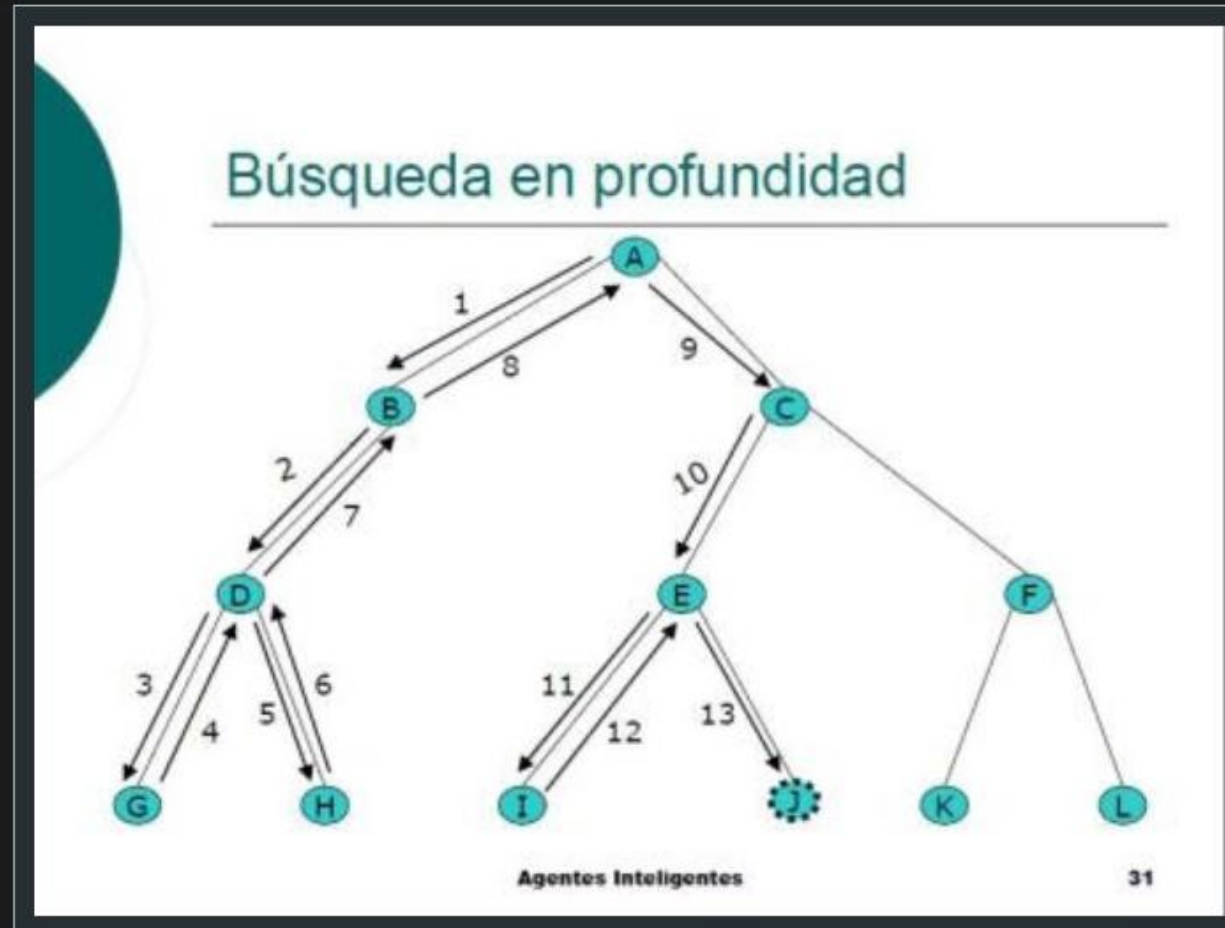 Búsqueda en profundidad
A
1
8
9
B
C
2
7
10
D
E
F
3
4
5
6
11
12
13
G
H
I
J
K
L
Agentes Inteligentes
31